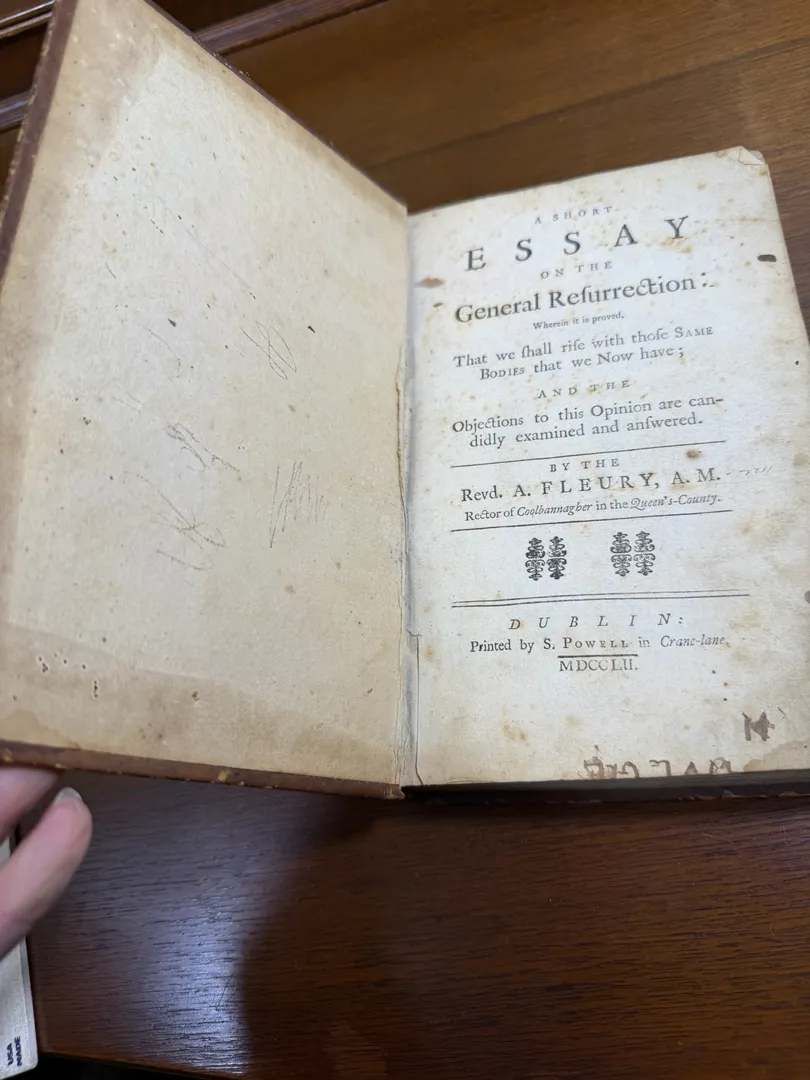 A SHORT
ESSAY
ON THE
General Reſurrection:
Wherein it is proved,
That we ſhall riſe with thoſe SAME
BODIES that we Now have;
AND THE
Objections to this Opinion are can-
didly examined and anſwered.
BY THE
Revd. A. FLEURY, A. M.
Rector of Coolbannagher in the Queen's-County.
DUBLIN:
Printed by S. POWELL in Crane-lane,
MDCCLII.
USA
MADE